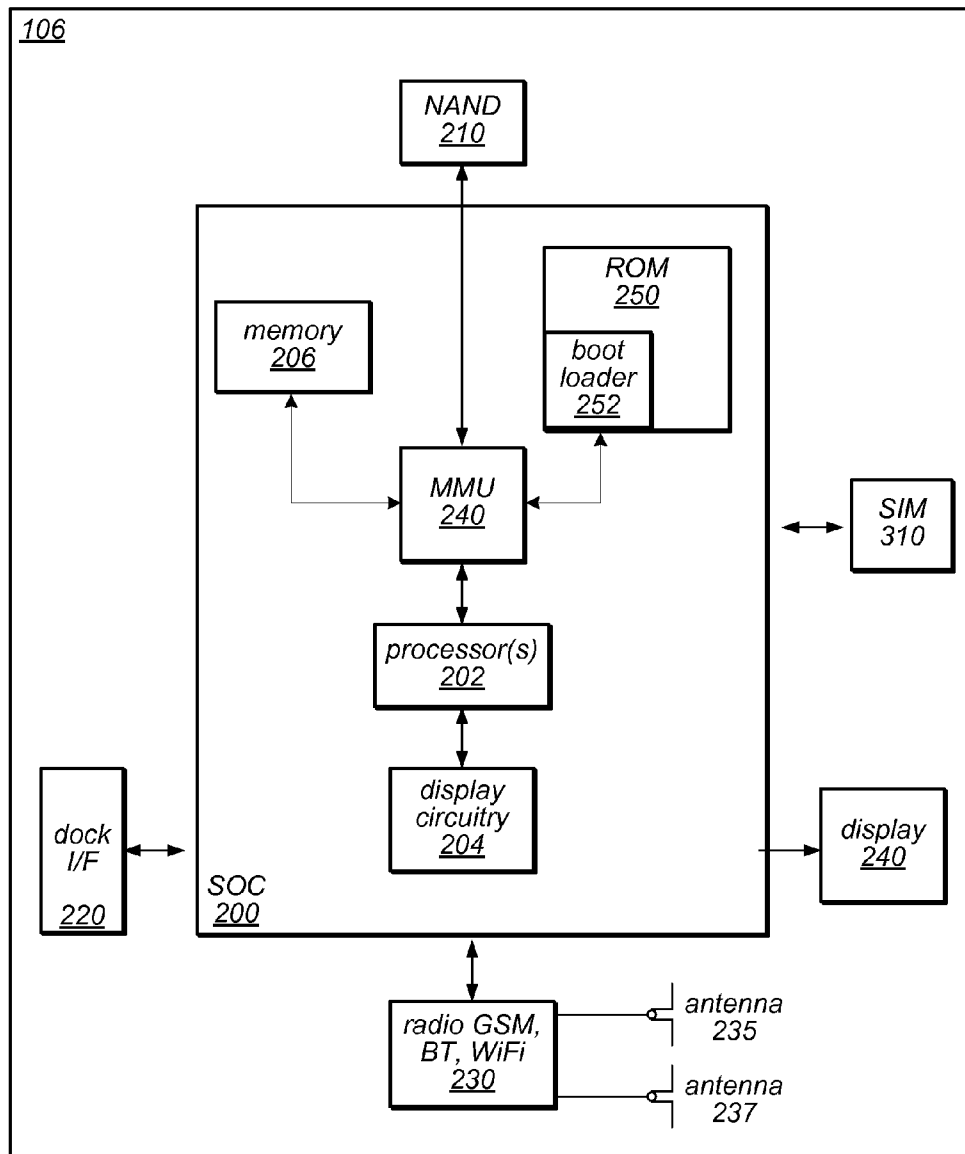 106
NAND
210
ROM
250
memory
206
boot
loader
252
MMU
240
SIM
310
processor(s)
202
dock
I/F
220
display
circuitry
204
display
240
SOC
200
radio GSM,
BT, WiFi
230
antenna
235
antenna
237